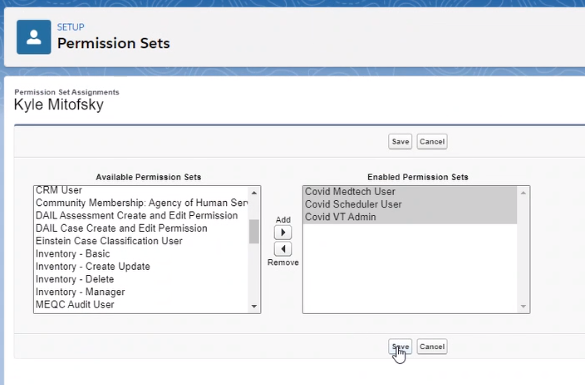 SETUP
Permission Sets
Permission Set Assignments
Kyle Mitofsky
Save Cancel
Available Permission Sets
CRM User
Community Membership: Agency of Human Ser
DAIL Assessment Create and Edit Permission
DAIL Case Create and Edit Permission
Einstein Case Classification User
Inventory - Basic
Inventory - Create Update
Inventory - Delete
Inventory - Manager
MEQC Audit User
Add
Remove
Enabled Permission Sets
Covid Medtech User
Covid Scheduler User
Covid VT Admin
Save Cancel